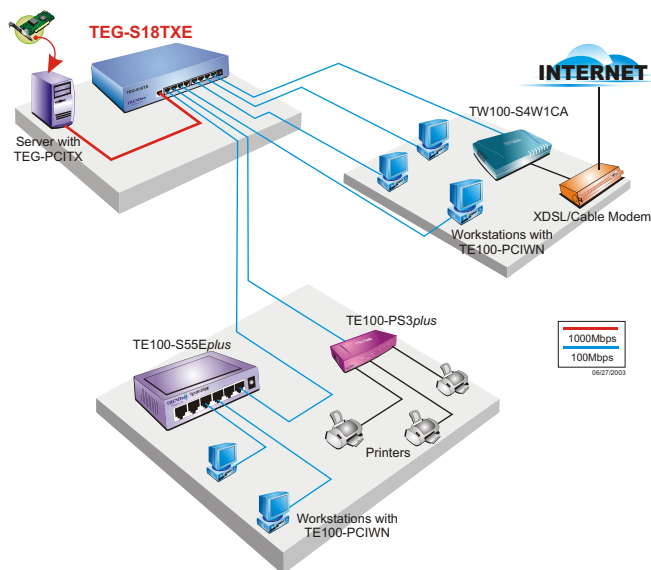 TEG-S18TXE
INTERNET
TW100-S4W1CA
Server with
TEG-PCITX
XDSL/Cable Modem
Workstations with
TE100-PCIWN
TE100-PS3plus
TE100-S55Eplus
1000Mbps
100Mbps
06/27/2003
Printers
Workstations with
TE100-PCIWN